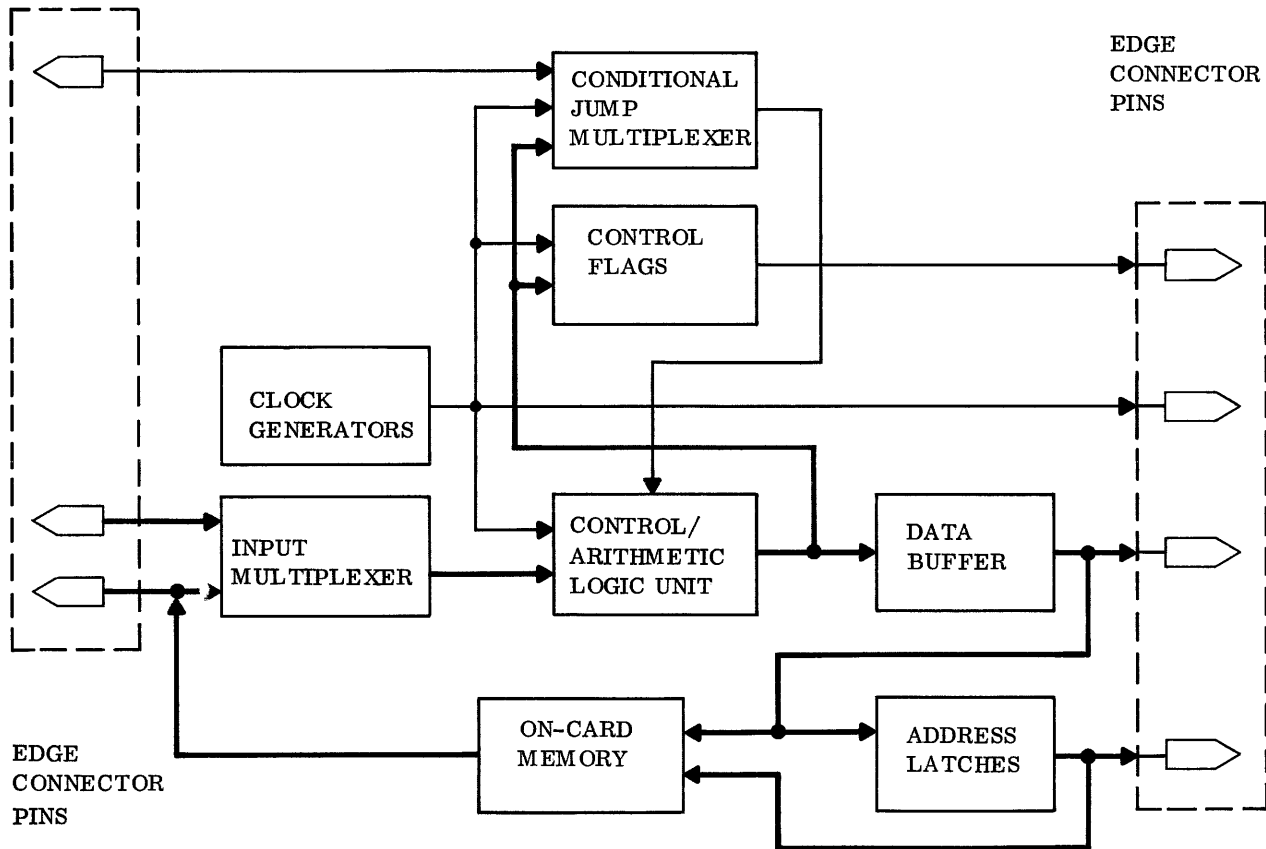 EDGE
CONNECTOR
PINS
CONDITIONAL
JUMP
MULTIPLEXER
CONTROL
FLAGS
CLOCK
GENERATORS
INPUT
MULTIPLEXER
CONTROL/
ARITHMETIC
LOGIC UNIT
DATA
BUFFER
ON-CARD
MEMORY
ADDRESS
LATCHES
EDGE
CONNECTOR
PINS